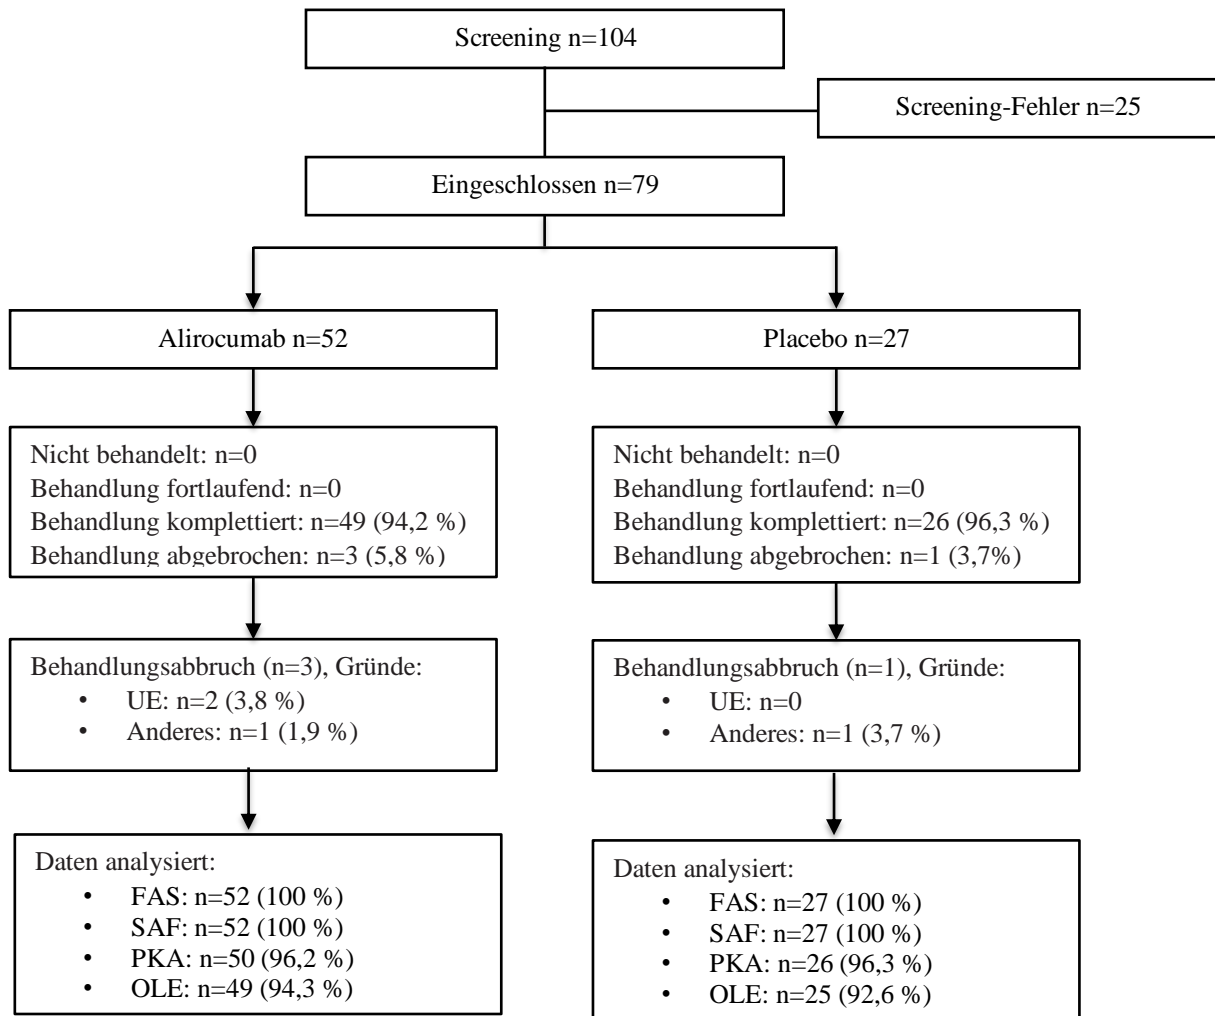 Screening n=104
Screening-Fehler n=25
Eingeschlossen n=79
Alirocumab n=52
Placebo n=27
Nicht behandelt: n=0
Behandlung fortlaufend: n=0
Behandlung komplettiert: n=49 (94,2 %)
Behandlung abgebrochen: n=3 (5,8 %)
Nicht behandelt: n=0
Behandlung fortlaufend: n=0
Behandlung komplettiert: n=26 (96,3 %)
Behandlung abgebrochen: n=1 (3,7%)
Behandlungsabbruch (n=3), Gründe:
• UE: n=2 (3,8 %)
• Anderes: n=1 (1,9 %)
Behandlungsabbruch (n=1), Gründe:
• UE: n=0
• Anderes: n=1 (3,7 %)
Daten analysiert:
• FAS: n=52 (100 %)
• SAF: n=52 (100 %)
• PKA: n=50 (96,2 %)
• OLE: n=49 (94,3 %)
Daten analysiert:
• FAS: n=27 (100 %)
• SAF: n=27 (100 %)
• PKA: n=26 (96,3 %)
• OLE: n=25 (92,6 %)